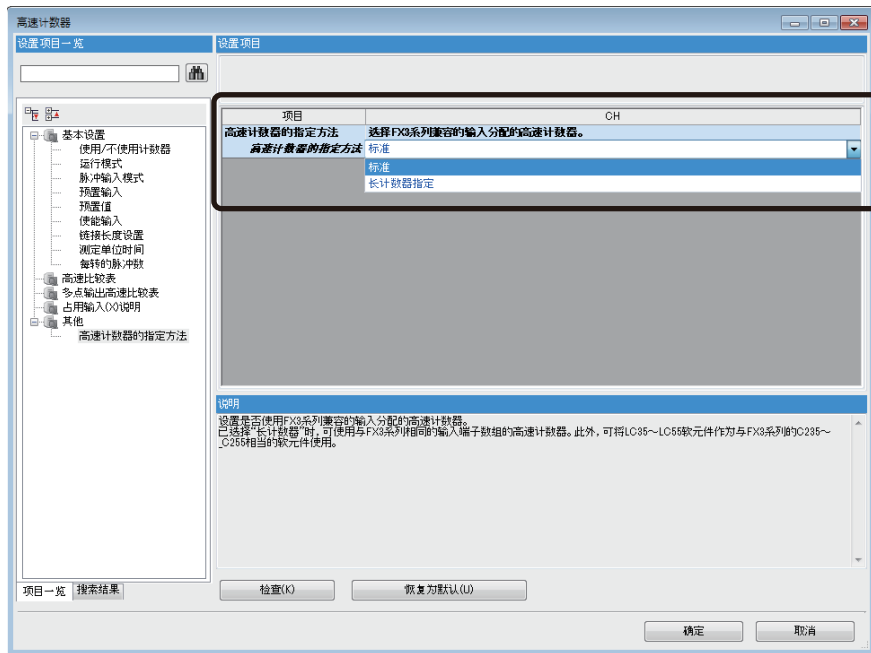 高速计数器
设置项目一览
设置项目
项目
CH
高速计数器的指定方法
选择FX3系列兼容的输入分配的高速计数器。
高速计数器的指定方法
标准
标准
长计数器指定
基本设置
使用/不使用计数器
运行模式
脉冲输入模式
预置输入
预置值
使能输入
链接长度设置
测定单位时间
每转的脉冲数
高速比较表
多点输出高速比较表
占用输入(X)说明
其他
高速计数器的指定方法
说明
设置是否使用FX3系列兼容的输入分配的高速计数器。
已选择"长计数器"时，可使用与FX3系列相同的输入端子数组的高速计数器。此外，可将LC35～LC55软元件作为与FX3系列的C235～
_C255相当的软元件使用。
项目一览
搜索结果
检查(K)
恢复为默认(U)
确定
取消